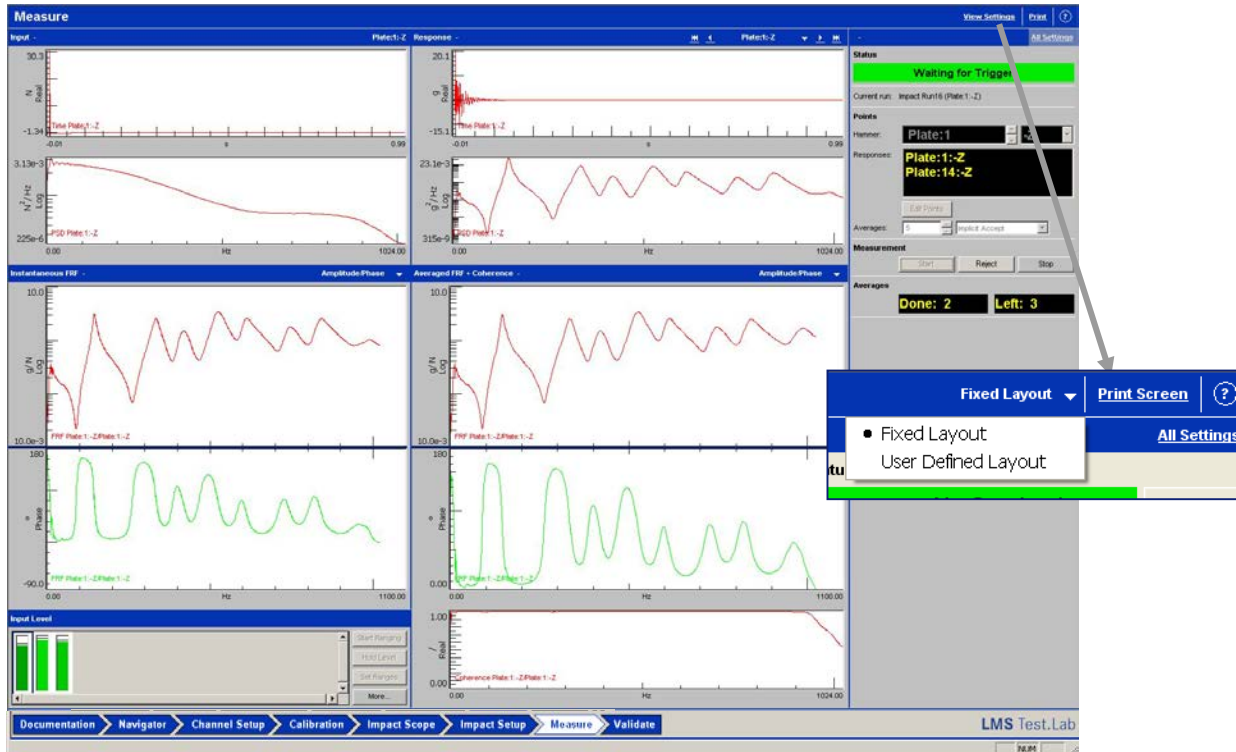 Measure
View Settings Print ?
Input - Plate:1:-Z
Response - Plate:1:-Z
- All Settings
30.3
N
Real
-1.34
Time Plate:1:-Z
-0.01 s 0.99
20.1
g
Real
-15.1
Time Plate:1:-Z
-0.01 s 0.99
3.13e-3
N²/Hz
Log
225e-6
PSD Plate:1:-Z
0.00 Hz 1024.00
23.1e-3
g²/Hz
Log
315e-9
PSD Plate:1:-Z
0.00 Hz 1024.00
Instantaneous FRF - Amplitude/Phase
Averaged FRF + Coherence - Amplitude/Phase
10.0
g/N
Log
10.0e-3
FRF Plate:1:-Z/Plate:1:-Z
10.0
g/N
Log
10.0e-3
FRF Plate:1:-Z/Plate:1:-Z
180
°
Phase
-90.0
FRF Plate:1:-Z/Plate:1:-Z
0.00 Hz 1100.00
180
°
Phase
0.00
FRF Plate:1:-Z/Plate:1:-Z
0.00 Hz 1100.00
Input Level
Start Ranging
Hold Level
Set Ranges
More...
1.00
/
Real
0.00
Coherence Plate:1:-Z/Plate:1:-Z
0.00 Hz 1024.00
Status
Waiting for Trigger
Current run: Impact Run16 (Plate:1:-Z)
Points
Hammer: Plate:1 -Z
Responses: Plate:1:-Z
Plate:14:-Z
Edit Points
Averages: 5 Implicit Accept
Measurement
Start Reject Stop
Averages
Done: 2 Left: 3
Fixed Layout Print Screen ?
Fixed Layout
User Defined Layout
All Settings
Documentation Navigator Channel Setup Calibration Impact Scope Impact Setup Measure Validate
LMS Test.Lab
NUM